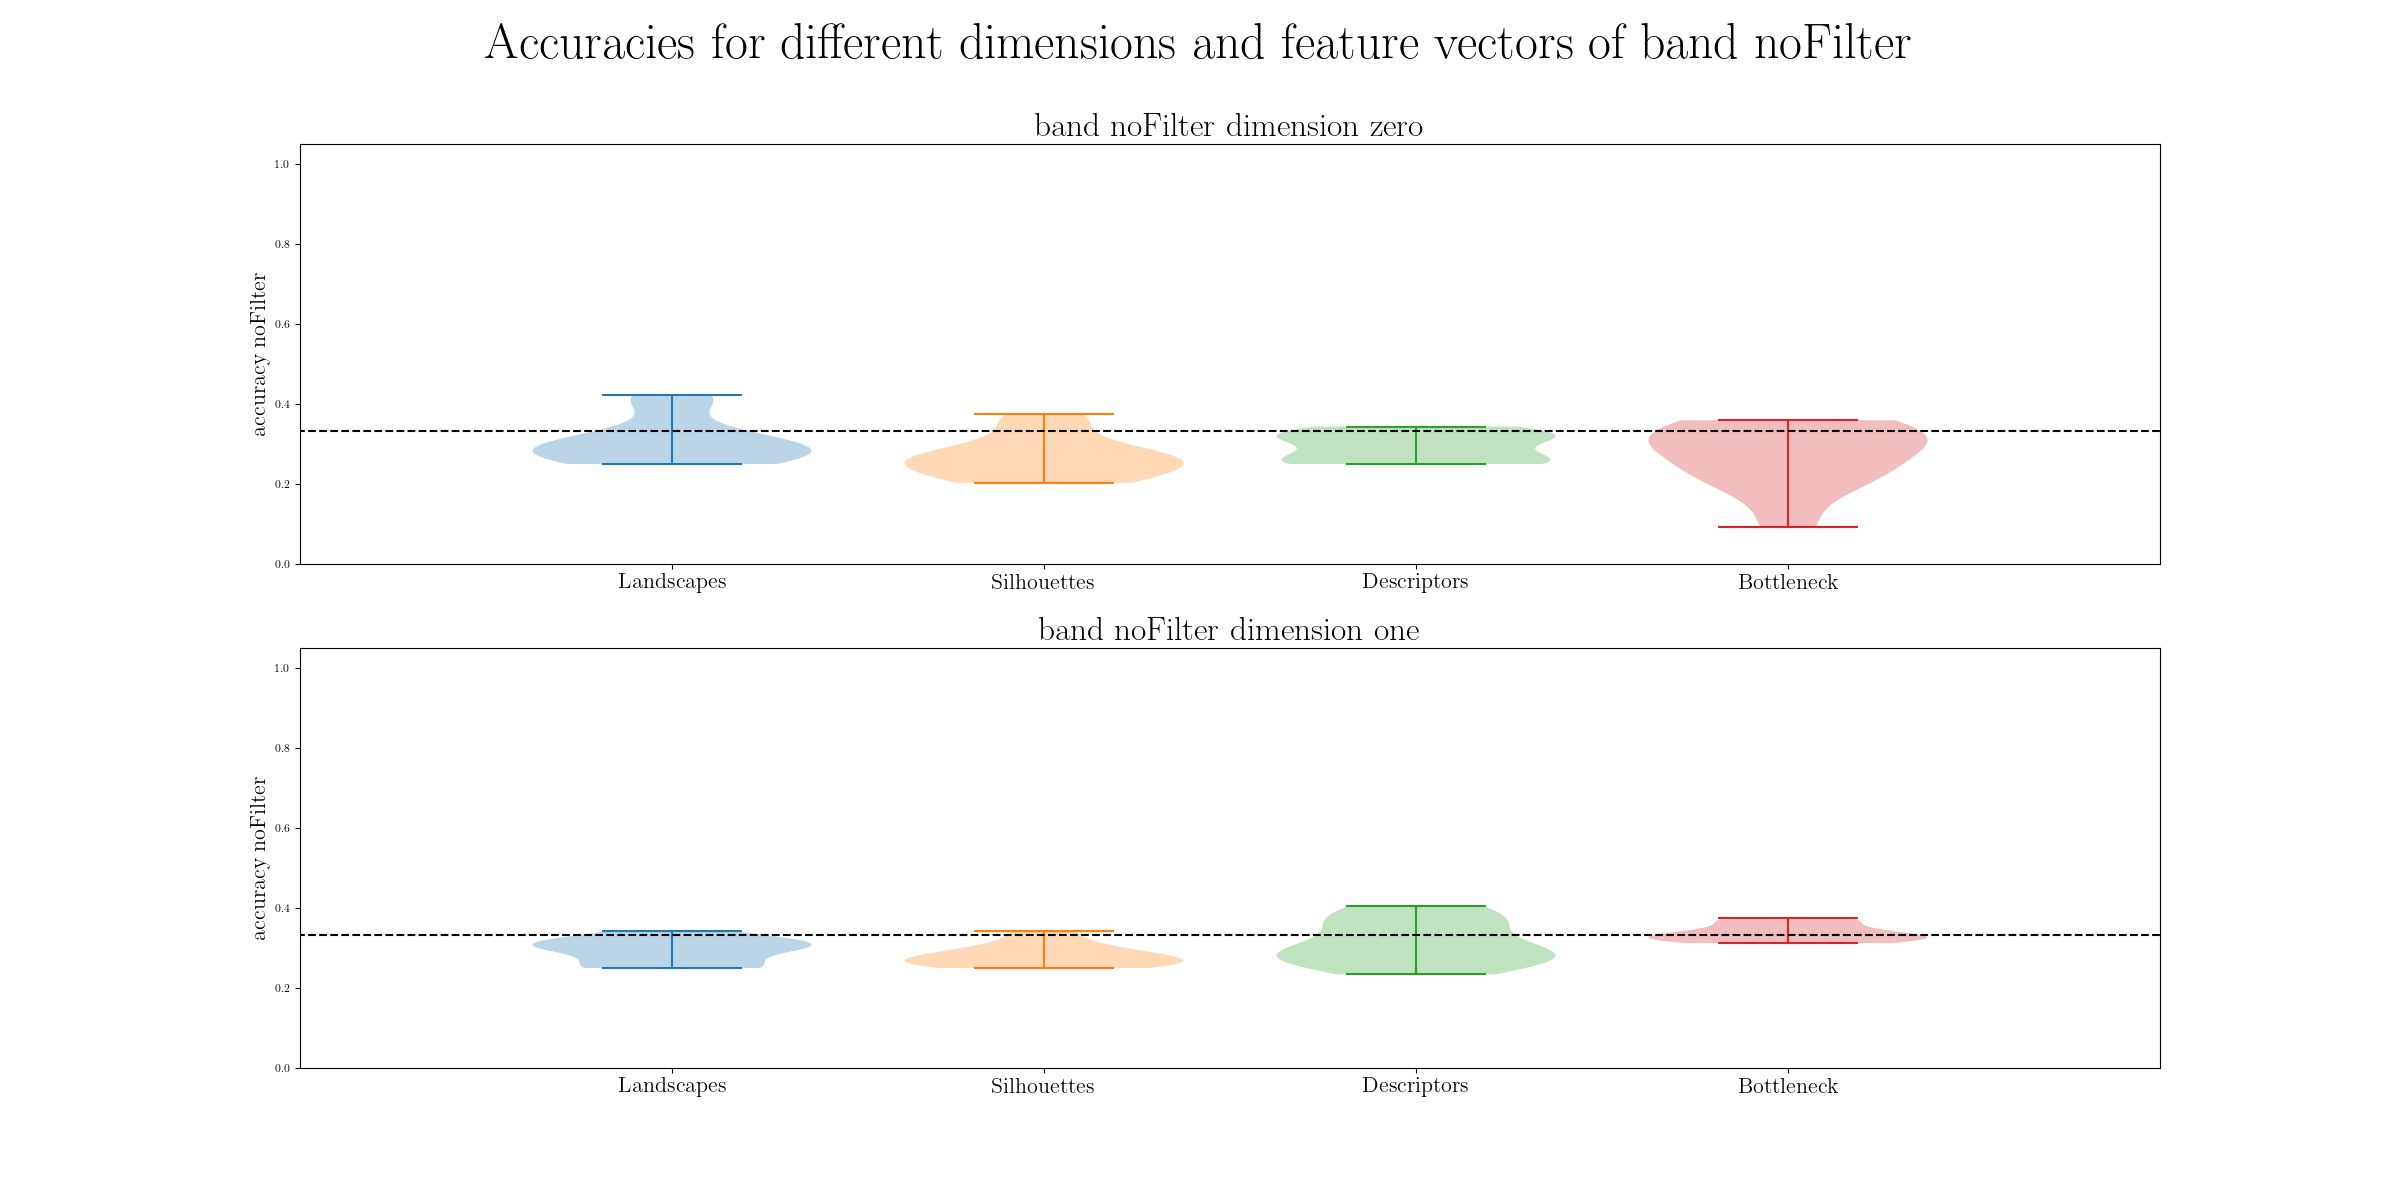 Accuracies for different dimensions and feature vectors of band noFilter
band noFilter dimension zero
accuracy noFilter
1.0
0.8
0.6
0.4
0.2
0.0
Landscapes Silhouettes Descriptors Bottleneck
band noFilter dimension one
accuracy noFilter
1.0
0.8
0.6
0.4
0.2
0.0
Landscapes Silhouettes Descriptors Bottleneck